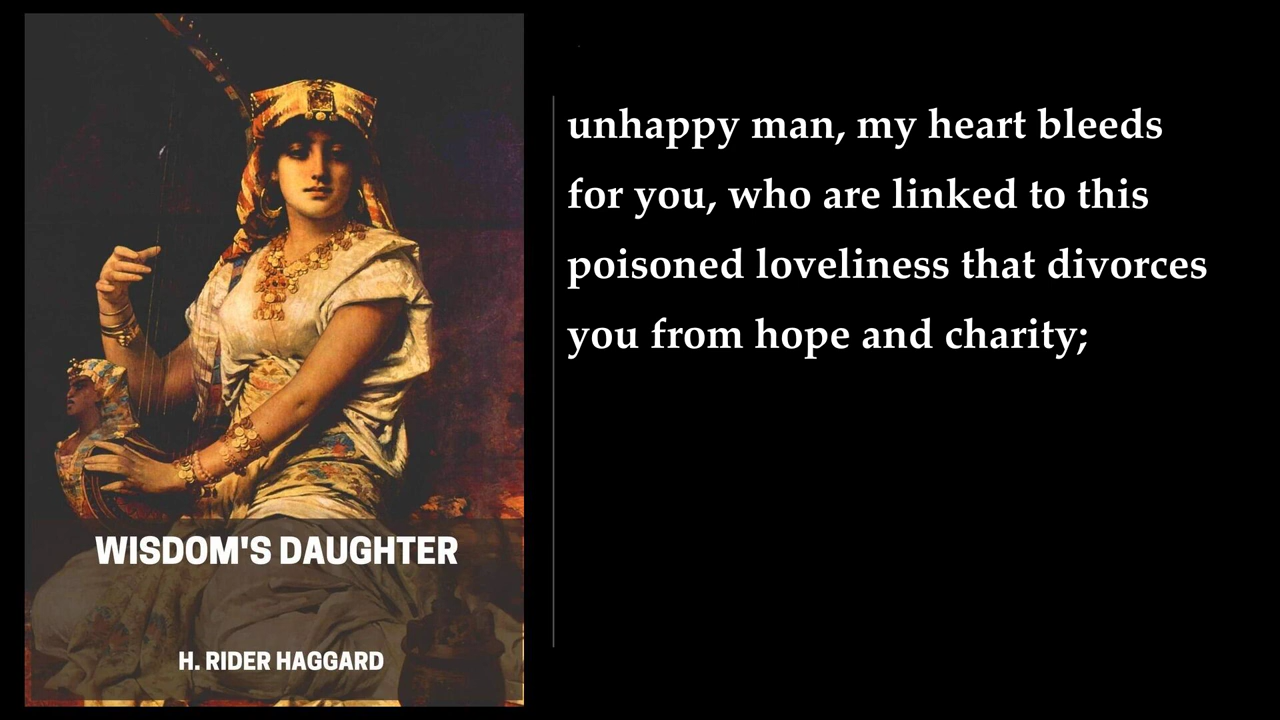 WISDOM'S DAUGHTER
H. RIDER HAGGARD
unhappy man, my heart bleeds
for you, who are linked to this
poisoned loveliness that divorces
you from hope and charity;